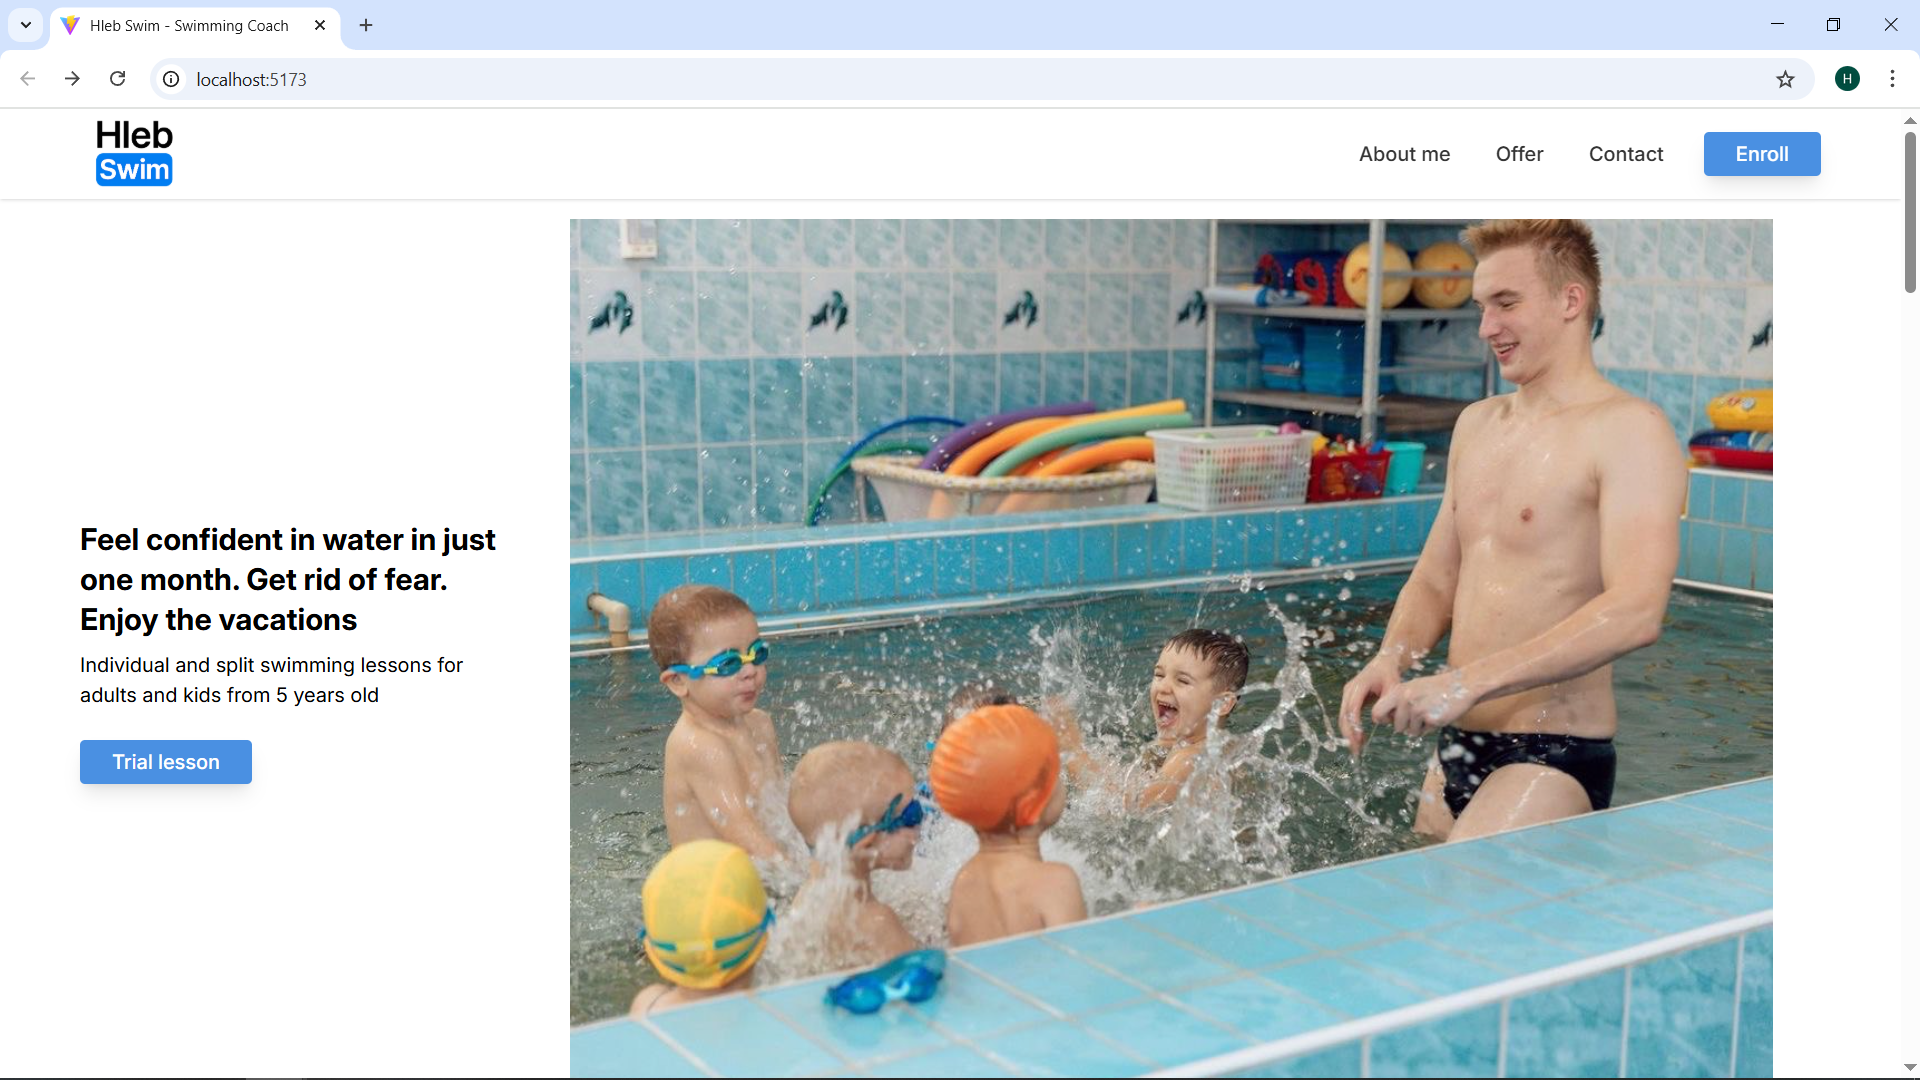 Hleb Swim - Swimming Coach
localhost:5173
H
Hleb
Swim
About me
Offer
Contact
Enroll
Feel confident in water in just
one month. Get rid of fear.
Enjoy the vacations
Individual and split swimming lessons for
adults and kids from 5 years old
Trial lesson